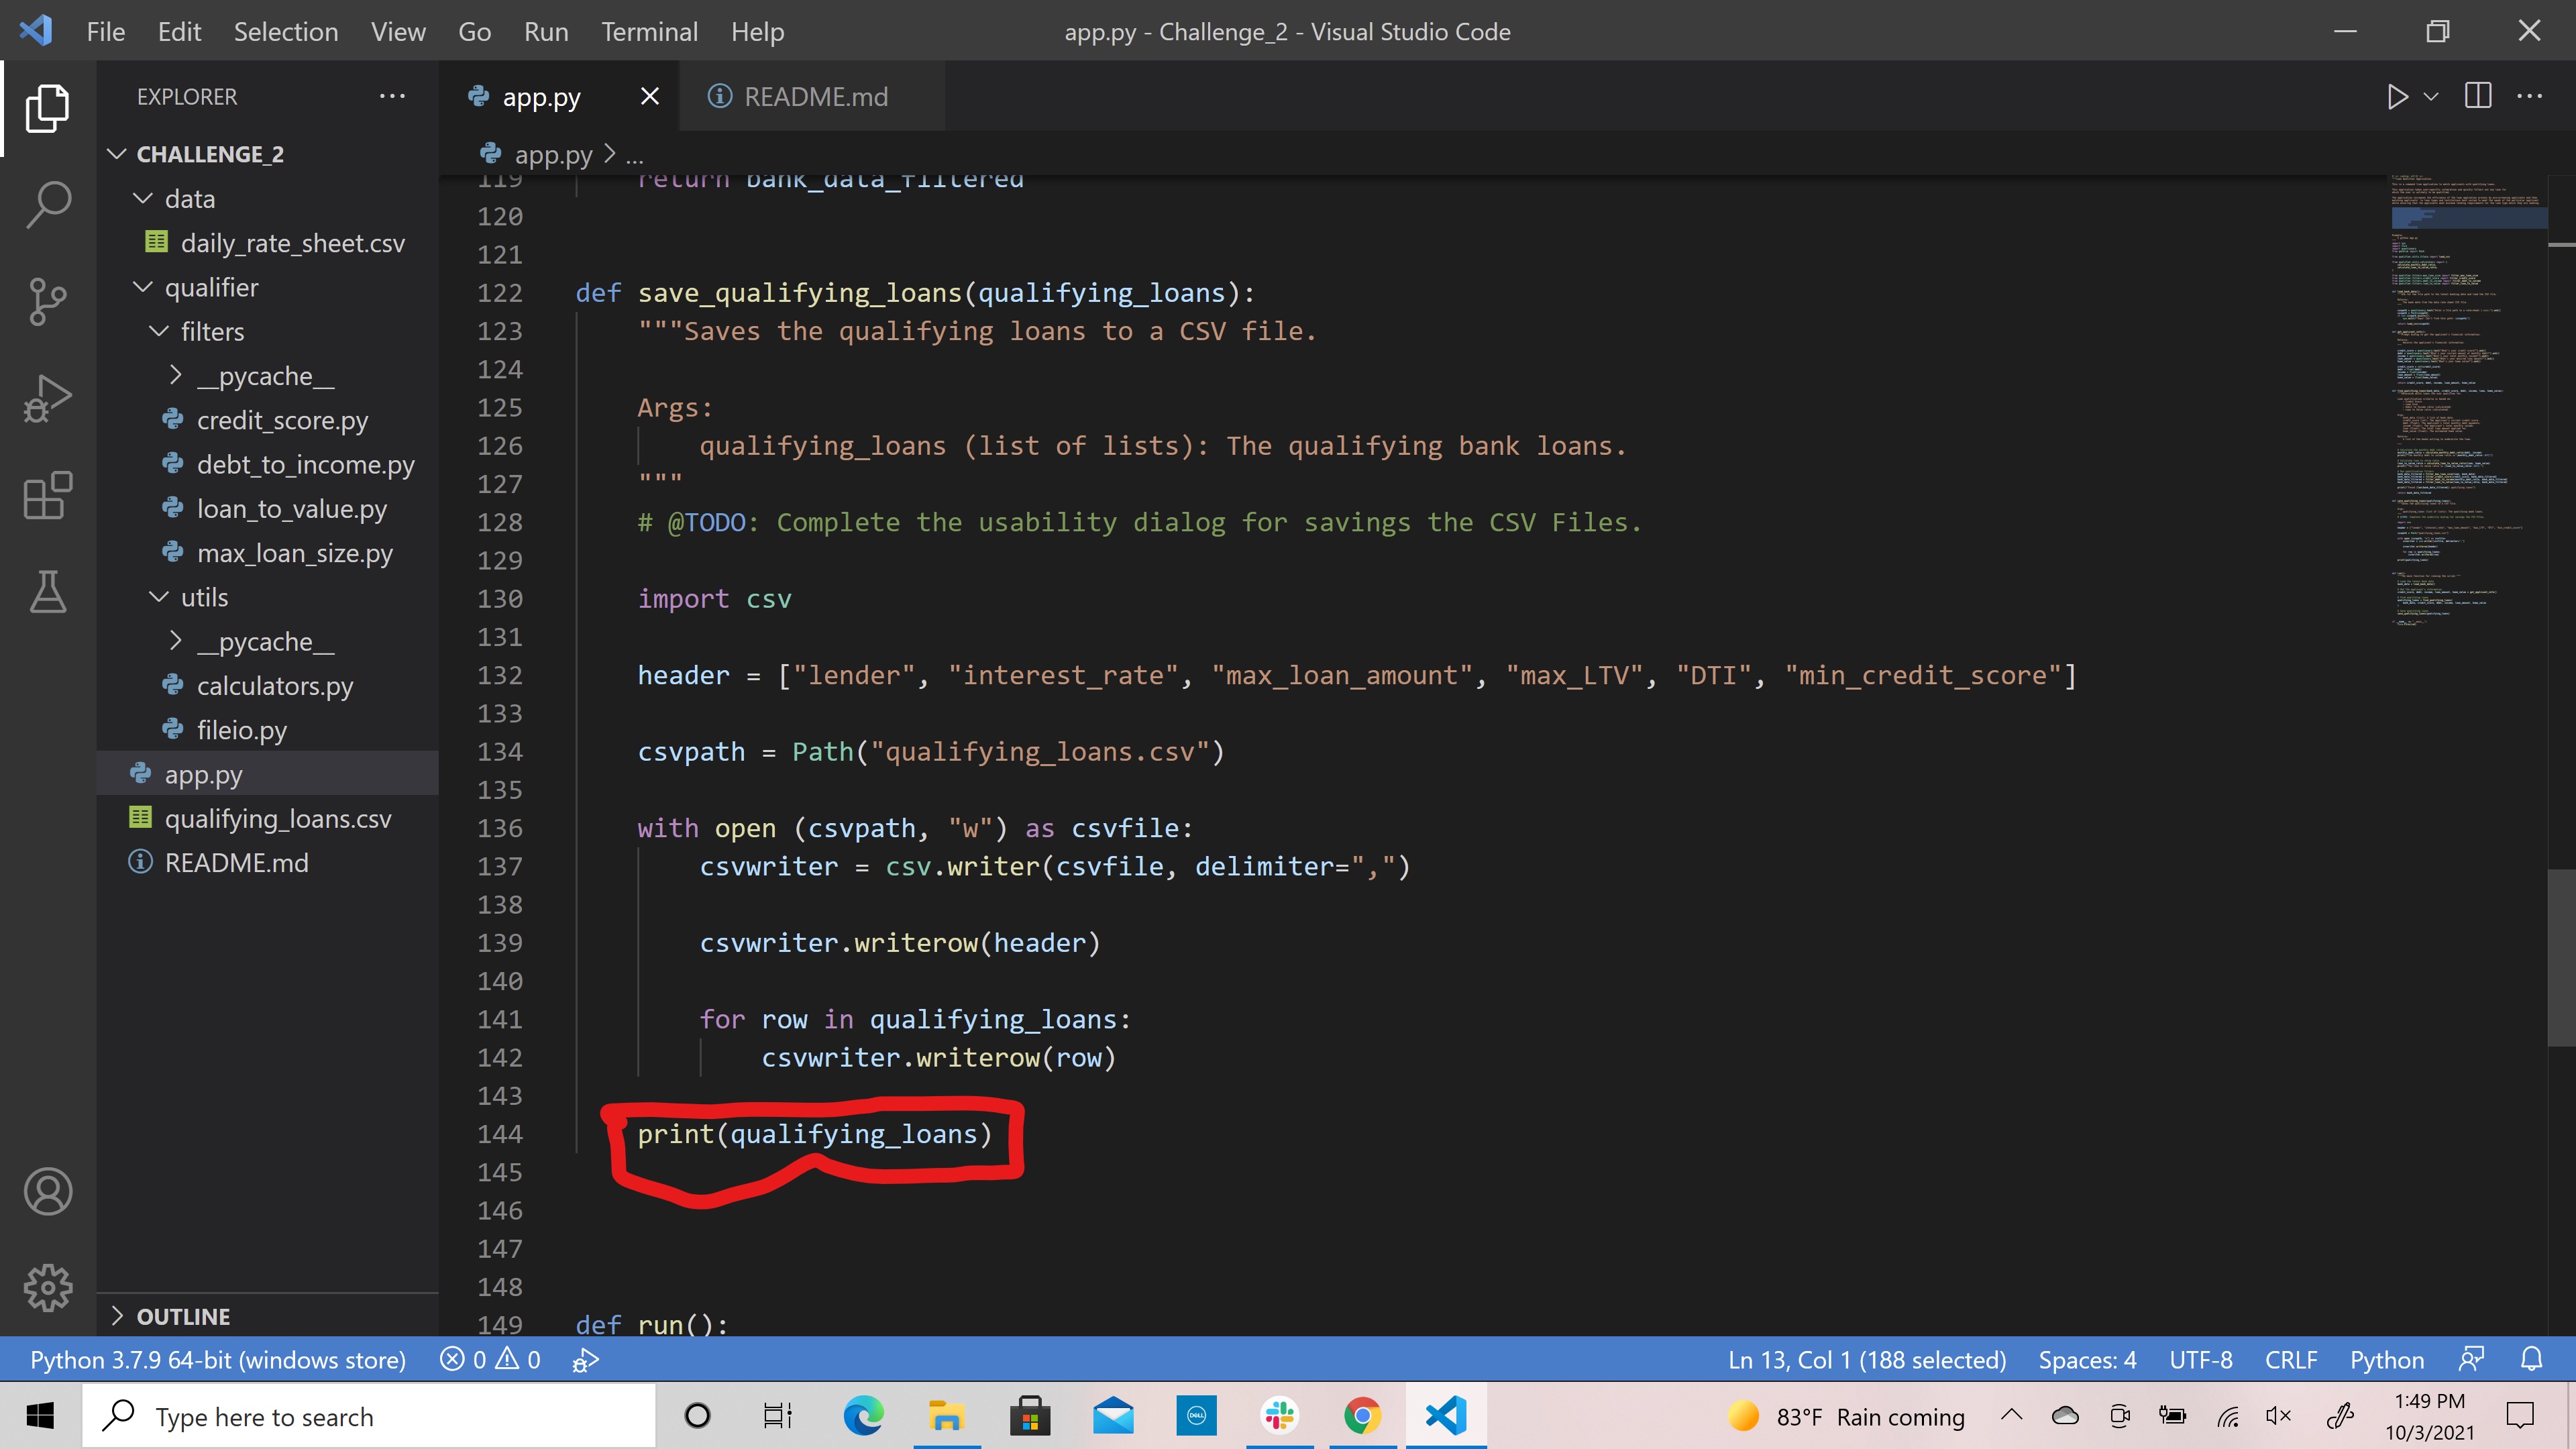 File Edit Selection View Go Run Terminal Help
app.py - Challenge_2 - Visual Studio Code
EXPLORER
CHALLENGE_2
data
daily_rate_sheet.csv
qualifier
filters
__pycache__
credit_score.py
debt_to_income.py
loan_to_value.py
max_loan_size.py
utils
__pycache__
calculators.py
fileio.py
app.py
qualifying_loans.csv
README.md
OUTLINE
app.py
README.md
app.py > ...
119 return bank_data_filtered
120
121
122 def save_qualifying_loans(qualifying_loans):
123 """Saves the qualifying loans to a CSV file.
124
125 Args:
126 qualifying_loans (list of lists): The qualifying bank loans.
127 """
128 # @TODO: Complete the usability dialog for savings the CSV Files.
129
130 import csv
131
132 header = ["lender", "interest_rate", "max_loan_amount", "max_LTV", "DTI", "min_credit_score"]
133
134 csvpath = Path("qualifying_loans.csv")
135
136 with open (csvpath, "w") as csvfile:
137 csvwriter = csv.writer(csvfile, delimiter=",")
138
139 csvwriter.writerow(header)
140
141 for row in qualifying_loans:
142 csvwriter.writerow(row)
143
144 print(qualifying_loans)
145
146
147
148
149 def run():
Python 3.7.9 64-bit (windows store) 0 0
Ln 13, Col 1 (188 selected) Spaces: 4 UTF-8 CRLF Python
Type here to search
DELL
83°F Rain coming
1:49 PM
10/3/2021